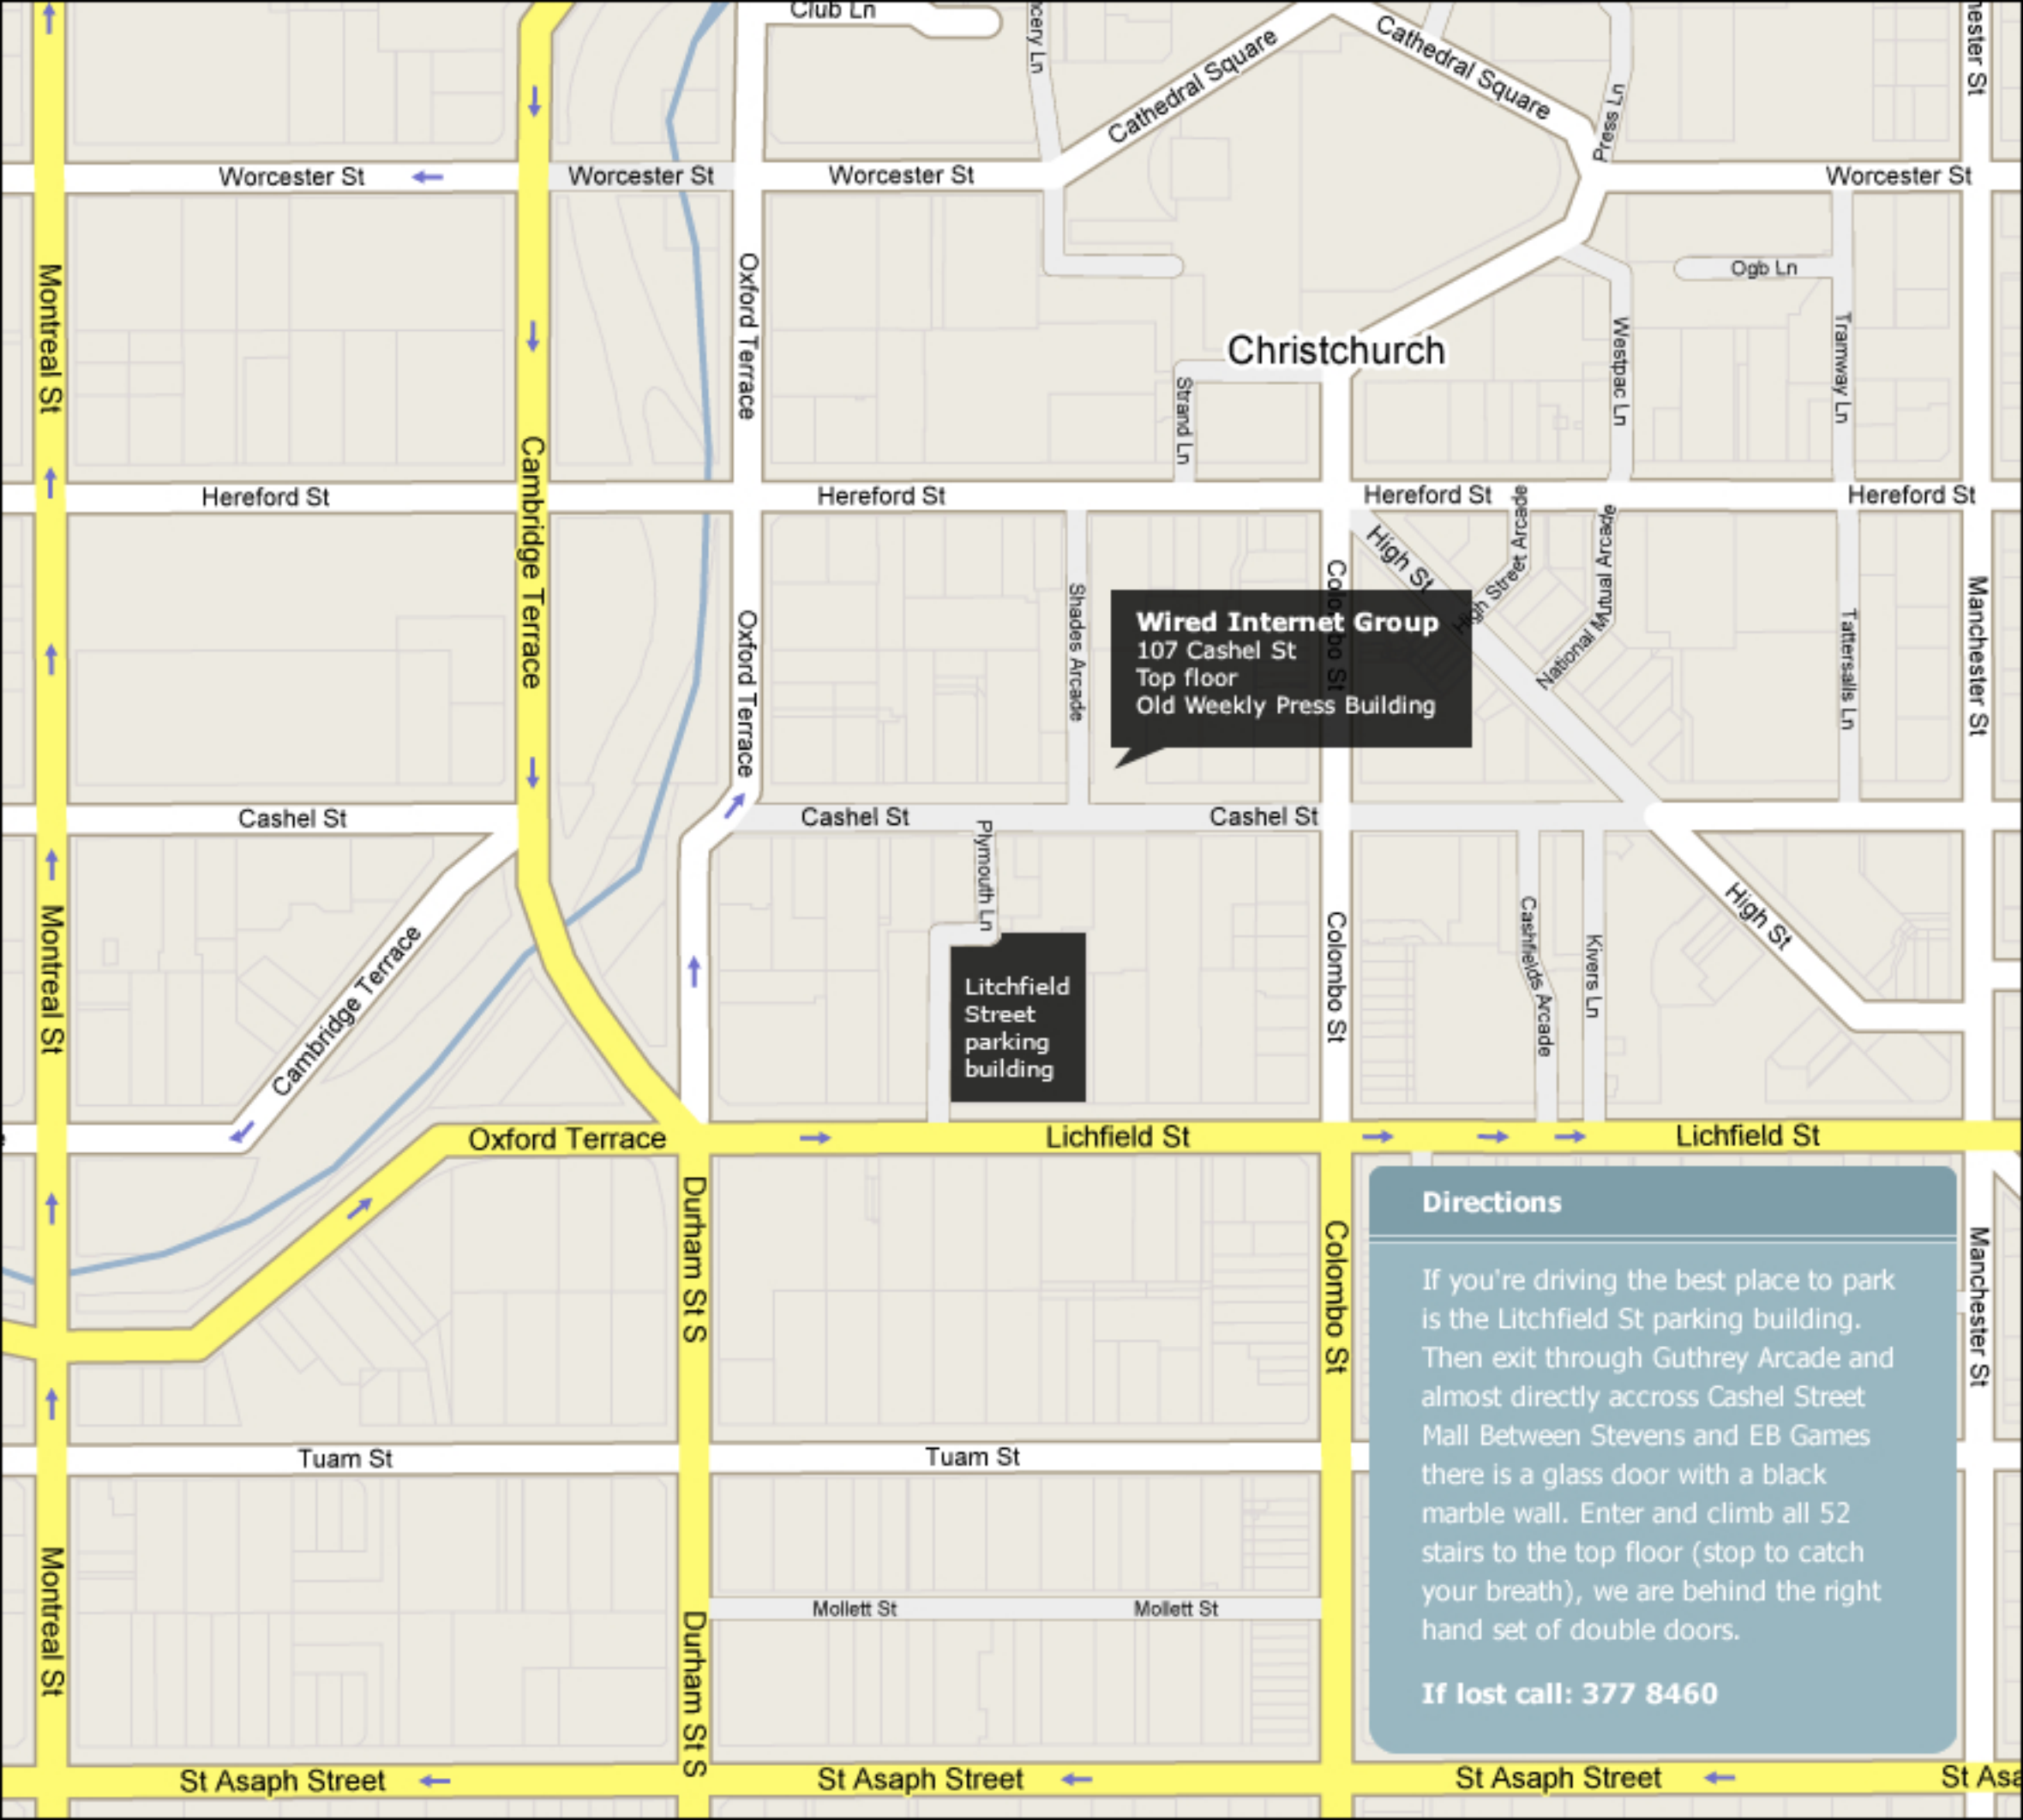 Club Ln
cery Ln
Cathedral Square
Cathedral Square
Press Ln
ester St
Worcester St
Worcester St
Worcester St
Worcester St
Montreal St
Oxford Terrace
Ogb Ln
Christchurch
Strand Ln
Westpac Ln
Tramway Ln
Cambridge Terrace
Hereford St
Hereford St
Hereford St
Hereford St
High St
High Street Arcade
National Mutual Arcade
Colombo St
Shades Arcade
Oxford Terrace
Tattersalls Ln
Manchester St
Wired Internet Group
107 Cashel St
Top floor
Old Weekly Press Building
Cashel St
Cashel St
Cashel St
Plymouth Ln
Montreal St
Cambridge Terrace
Colombo St
Cashfields Arcade
Kivers Ln
High St
Litchfield
Street
parking
building
Oxford Terrace
Lichfield St
Lichfield St
Durham St S
Colombo St
Manchester St
Directions
If you're driving the best place to park
is the Litchfield St parking building.
Then exit through Guthrey Arcade and
almost directly accross Cashel Street
Mall Between Stevens and EB Games
there is a glass door with a black
marble wall. Enter and climb all 52
stairs to the top floor (stop to catch
your breath), we are behind the right
hand set of double doors.
If lost call: 377 8460
Tuam St
Tuam St
Montreal St
Mollett St
Mollett St
Durham St S
St Asaph Street
St Asaph Street
St Asaph Street
St Asa